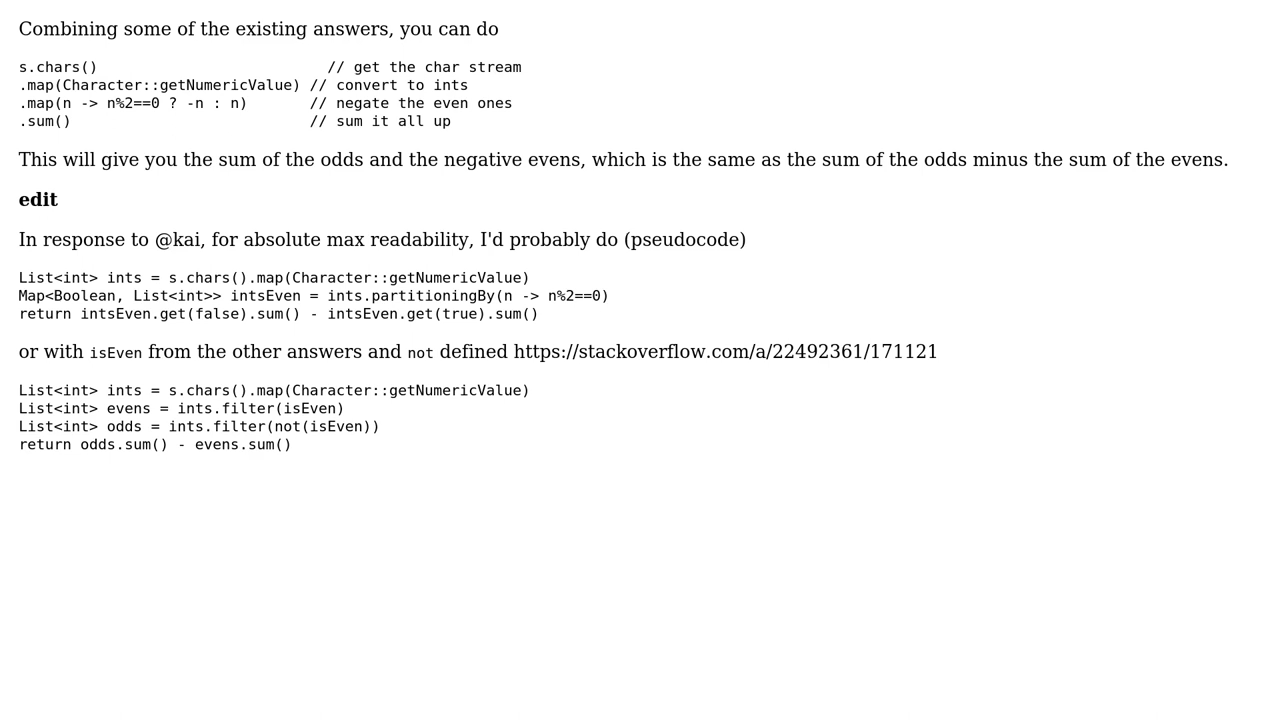 Combining some of the existing answers, you can do
s.chars()                          // get the char stream
.map(Character::getNumericValue) // convert to ints
.map(n -> n%2==0 ? -n : n)       // negate the even ones
.sum()                           // sum it all up
This will give you the sum of the odds and the negative evens, which is the same as the sum of the odds minus the sum of the evens.
edit
In response to @kai, for absolute max readability, I'd probably do (pseudocode)
List<int> ints = s.chars().map(Character::getNumericValue)
Map<Boolean, List<int>> intsEven = ints.partitioningBy(n -> n%2==0)
return intsEven.get(false).sum() - intsEven.get(true).sum()
or with isEven from the other answers and not defined https://stackoverflow.com/a/22492361/171121
List<int> ints = s.chars().map(Character::getNumericValue)
List<int> evens = ints.filter(isEven)
List<int> odds = ints.filter(not(isEven))
return odds.sum() - evens.sum()